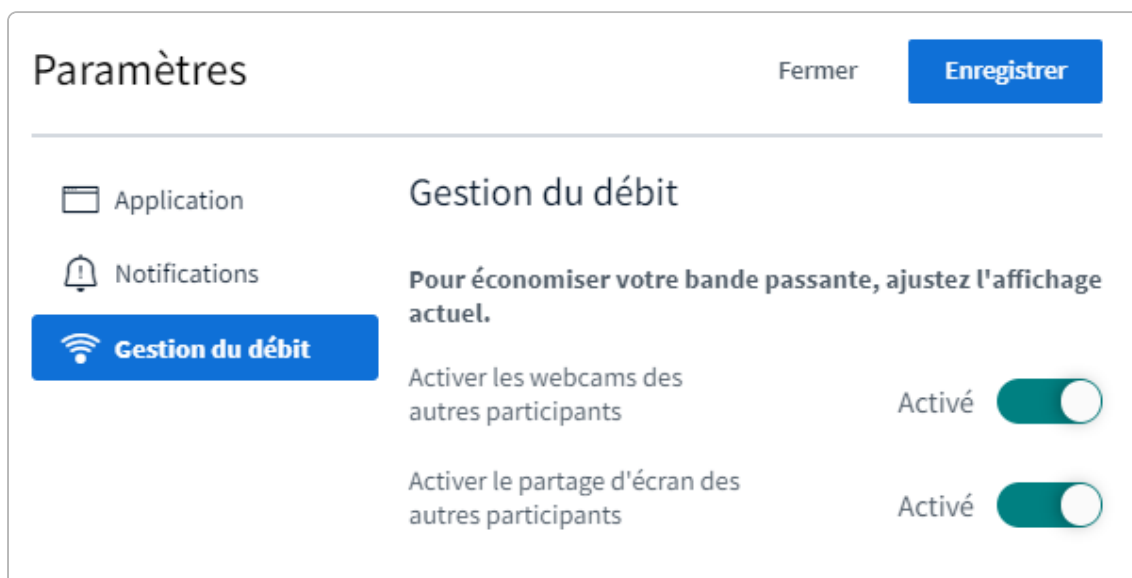 Paramètres
Fermer
Enregistrer
Application
Notifications
Gestion du débit
Gestion du débit
Pour économiser votre bande passante, ajustez l'affichage
actuel.
Activer les webcams des
autres participants
Activé
Activer le partage d'écran des
autres participants
Activé